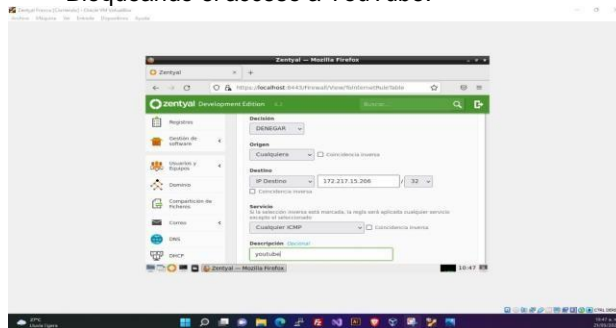 Bloqueando el acceso a YouTube.
Zentyal — Mozilla Firefox
Zentyal
https://localhost:8443/Firewall/View/ToInternetRuleTable
zentyal Development Edition
Buscar...
Registros
Gestión de software
Usuarios y Equipos
Dominio
Compartición de Ficheros
Correo
DNS
DHCP
Decisión
DENEGAR
Origen
Cualquiera
Coincidencia inversa
Destino
IP Destino
172.217.15.206
/ 32
Coincidencia inversa
Servicio
Si la selección inversa está marcada, la regla será aplicada cualquier servicio
excepto el seleccionado
Cualquier ICMP
Coincidencia inversa
Descripción Opcional
youtube
Zentyal — Mozilla Firefox
10:47
27°C